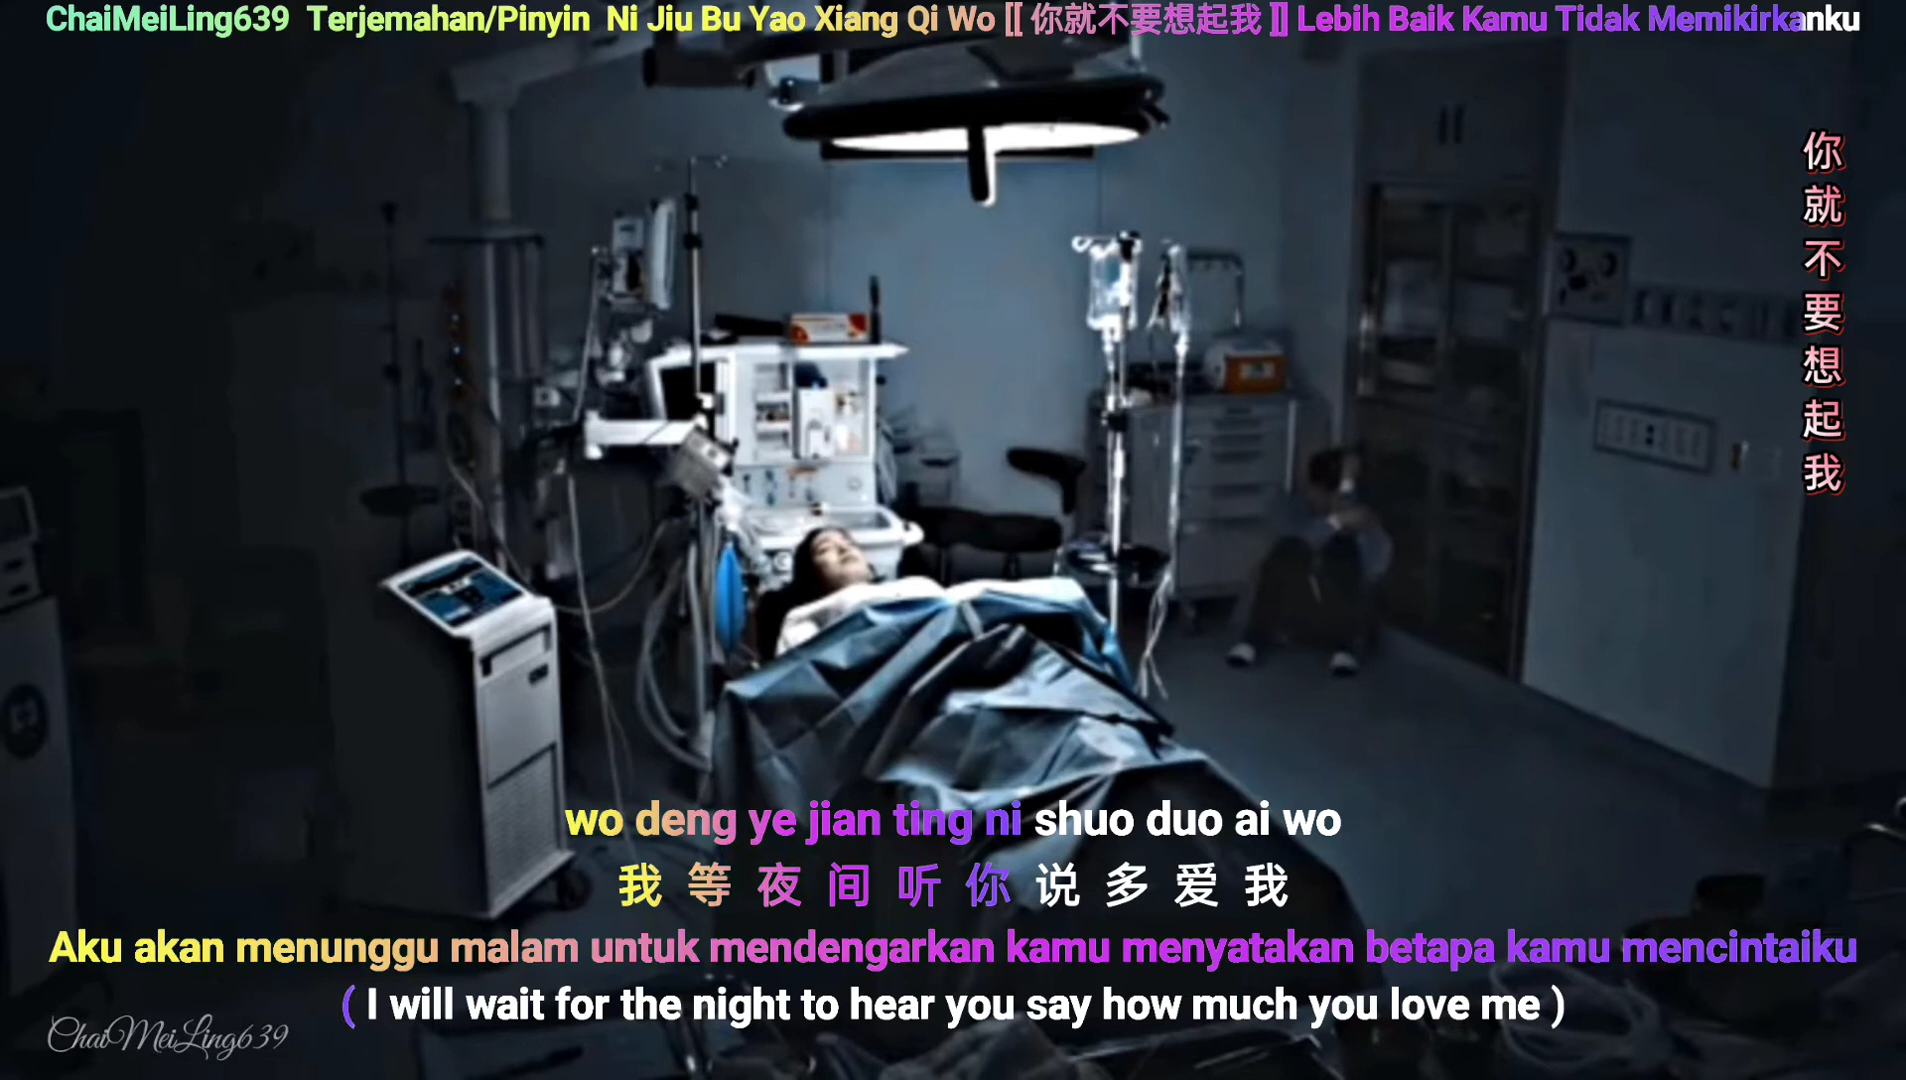 ChaiMeiLing639 Terjemahan/Pinyin Ni Jiu Bu Yao Xiang Qi Wo [[ 你就不要想起我 ]] Lebih Baik Kamu Tidak Memikirkanku
你就不要想起我
wo deng ye jian ting ni shuo duo ai wo
我 等 夜 间 听 你 说 多 爱 我
Aku akan menunggu malam untuk mendengarkan kamu menyatakan betapa kamu mencintaiku
( I will wait for the night to hear you say how much you love me )
ChaiMeiLing639